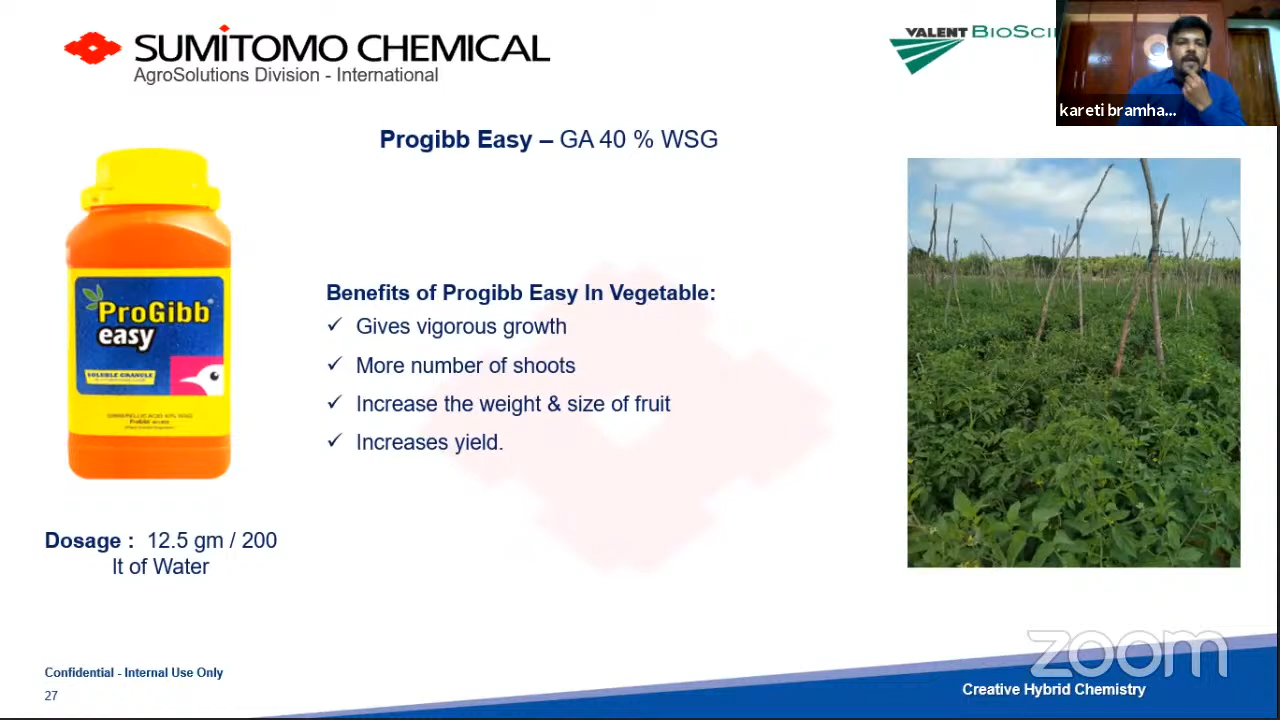 SUMITOMO CHEMICAL
AgroSolutions Division - International
VALENT
kareti bramha...
Progibb Easy – GA 40 % WSG
ProGibb
easy
SOLUBLE GRANULE
Benefits of Progibb Easy In Vegetable:
✓ Gives vigorous growth
✓ More number of shoots
✓ Increase the weight & size of fruit
✓ Increases yield.
Dosage : 12.5 gm / 200
lt of Water
zoom
Confidential - Internal Use Only
27
Creative Hybrid Chemistry